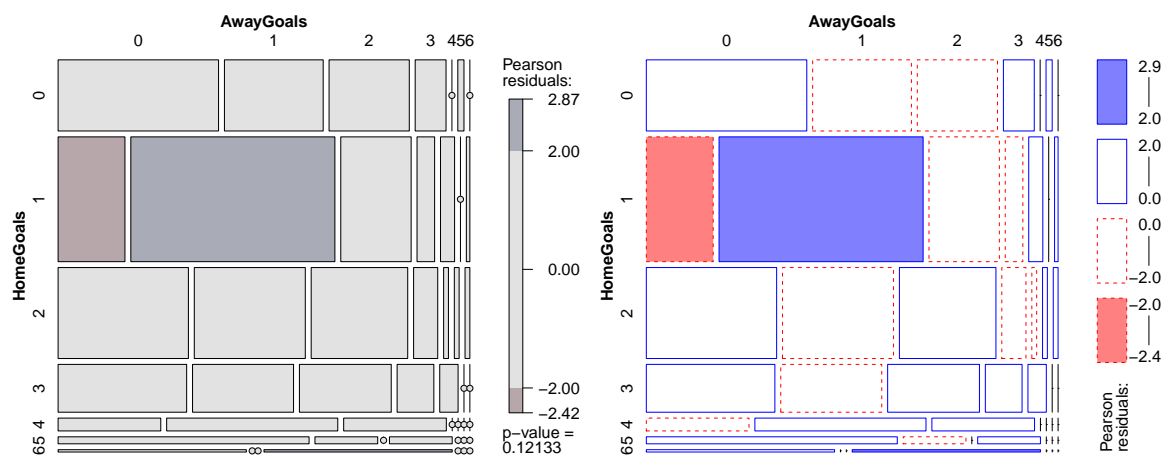 AwayGoals
0 1 2 3 456
HomeGoals
0
1
2
3
4
65
Pearson
residuals:
2.87
2.00
0.00
−2.00
−2.42
p−value =
0.12133
AwayGoals
0 1 2 3 456
HomeGoals
0
1
2
3
4
65
2.9
2.0
2.0
0.0
0.0
−2.0
−2.0
−2.4
Pearson
residuals: